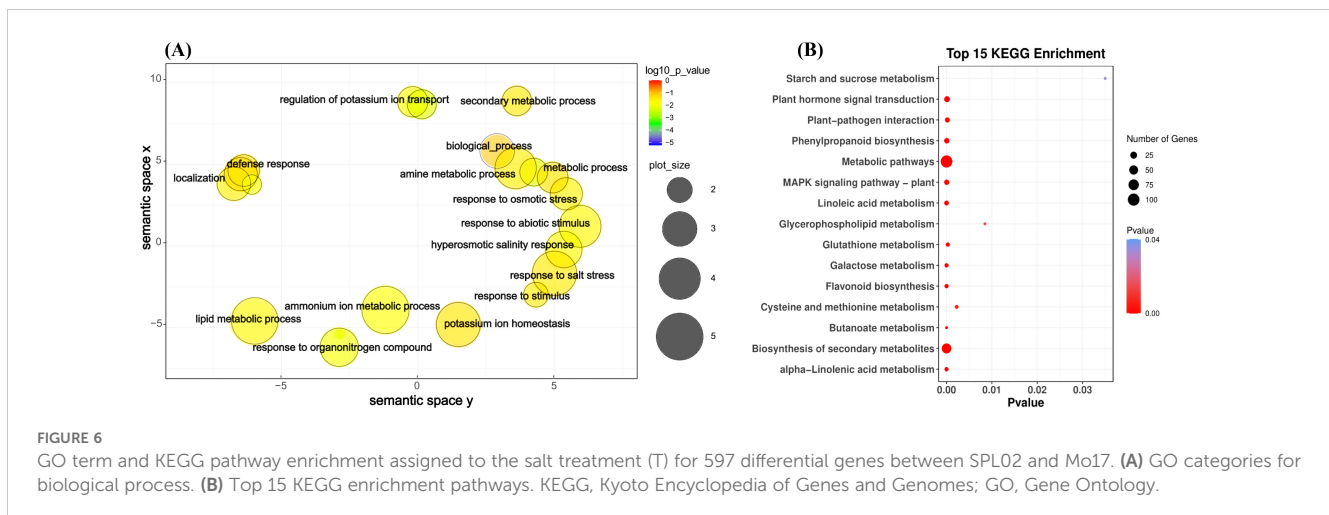 (A)
10
5
0
−5
semantic space x
regulation of potassium ion transport
secondary metabolic process
biological_process
defense response
localization
amine metabolic process
metabolic process
response to osmotic stress
response to abiotic stimulus
hyperosmotic salinity response
response to salt stress
response to stimulus
ammonium ion metabolic process
lipid metabolic process
potassium ion homeostasis
response to organonitrogen compound
−5
0
5
semantic space y
log10_p_value
0
−1
−2
−3
−4
−5
plot_size
2
3
4
5
(B)
Top 15 KEGG Enrichment
Starch and sucrose metabolism
Plant hormone signal transduction
Plant−pathogen interaction
Phenylpropanoid biosynthesis
Metabolic pathways
MAPK signaling pathway − plant
Linoleic acid metabolism
Glycerophospholipid metabolism
Glutathione metabolism
Galactose metabolism
Flavonoid biosynthesis
Cysteine and methionine metabolism
Butanoate metabolism
Biosynthesis of secondary metabolites
alpha−Linolenic acid metabolism
0.00
0.01
0.02
0.03
Pvalue
Number of Genes
25
50
75
100
Pvalue
0.04
0.00
FIGURE 6
GO term and KEGG pathway enrichment assigned to the salt treatment (T) for 597 differential genes between SPL02 and Mo17. (A) GO categories for
biological process. (B) Top 15 KEGG enrichment pathways. KEGG, Kyoto Encyclopedia of Genes and Genomes; GO, Gene Ontology.